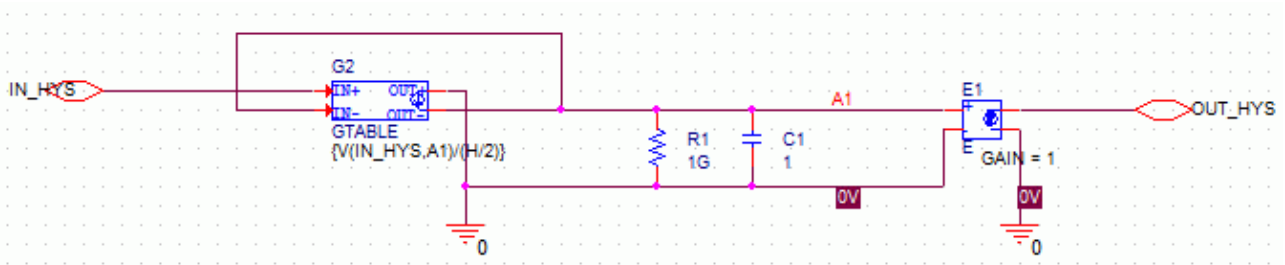 G2
IN_HYS
IN+ OUT+
IN- OUT-
GTABLE
{V(IN_HYS,A1)/(H/2)}
R1
1G
C1
1
A1
E1
+
-
E
GAIN = 1
OUT_HYS
0V
0V
0
0